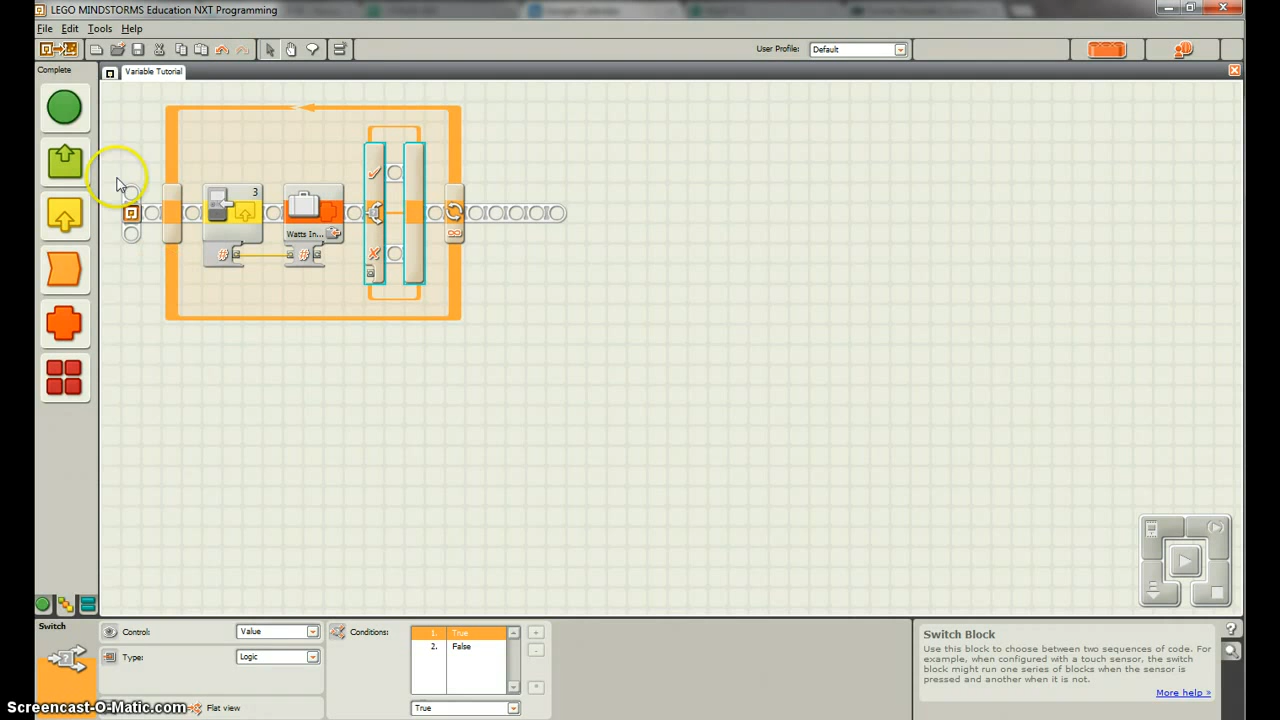 LEGO MINDSTORMS Education NXT Programming
File Edit Tools Help
User Profile: Default
Complete
Variable Tutorial
3
Watts In...
#
#
Switch
Control: Value
Type: Logic
Flat view
Conditions:
1. True
2. False
+
-
*
True
Switch Block
Use this block to choose between two sequences of code. For
example, when configured with a touch sensor, the switch
block might run one series of blocks when the sensor is
pressed and another when it is not.
More help »
?
Screencast-O-Matic.com